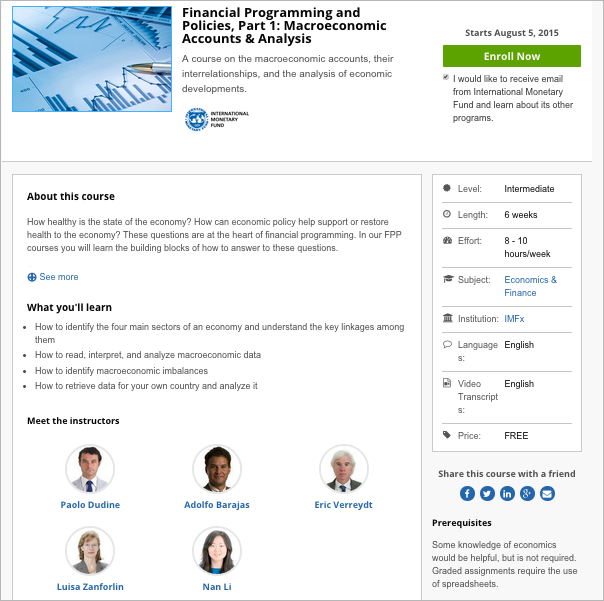 Financial Programming and
Policies, Part 1: Macroeconomic
Accounts & Analysis
A course on the macroeconomic accounts, their
interrelationships, and the analysis of economic
developments.
INTERNATIONAL
MONETARY
FUND
Starts August 5, 2015
Enroll Now
I would like to receive email
from International Monetary
Fund and learn about its other
programs.
About this course
How healthy is the state of the economy? How can economic policy help support or restore
health to the economy? These questions are at the heart of financial programming. In our FPP
courses you will learn the building blocks of how to answer to these questions.
See more
What you'll learn
• How to identify the four main sectors of an economy and understand the key linkages among
them
• How to read, interpret, and analyze macroeconomic data
• How to identify macroeconomic imbalances
• How to retrieve data for your own country and analyze it
Meet the instructors
Paolo Dudine
Adolfo Barajas
Eric Verreydt
Luisa Zanforlin
Nan Li
Level: Intermediate
Length: 6 weeks
Effort: 8 - 10
hours/week
Subject: Economics &
Finance
Institution: IMFx
Language English
s:
Video English
Transcript
s:
Price: FREE
Share this course with a friend
Prerequisites
Some knowledge of economics
would be helpful, but is not required.
Graded assignments require the use
of spreadsheets.